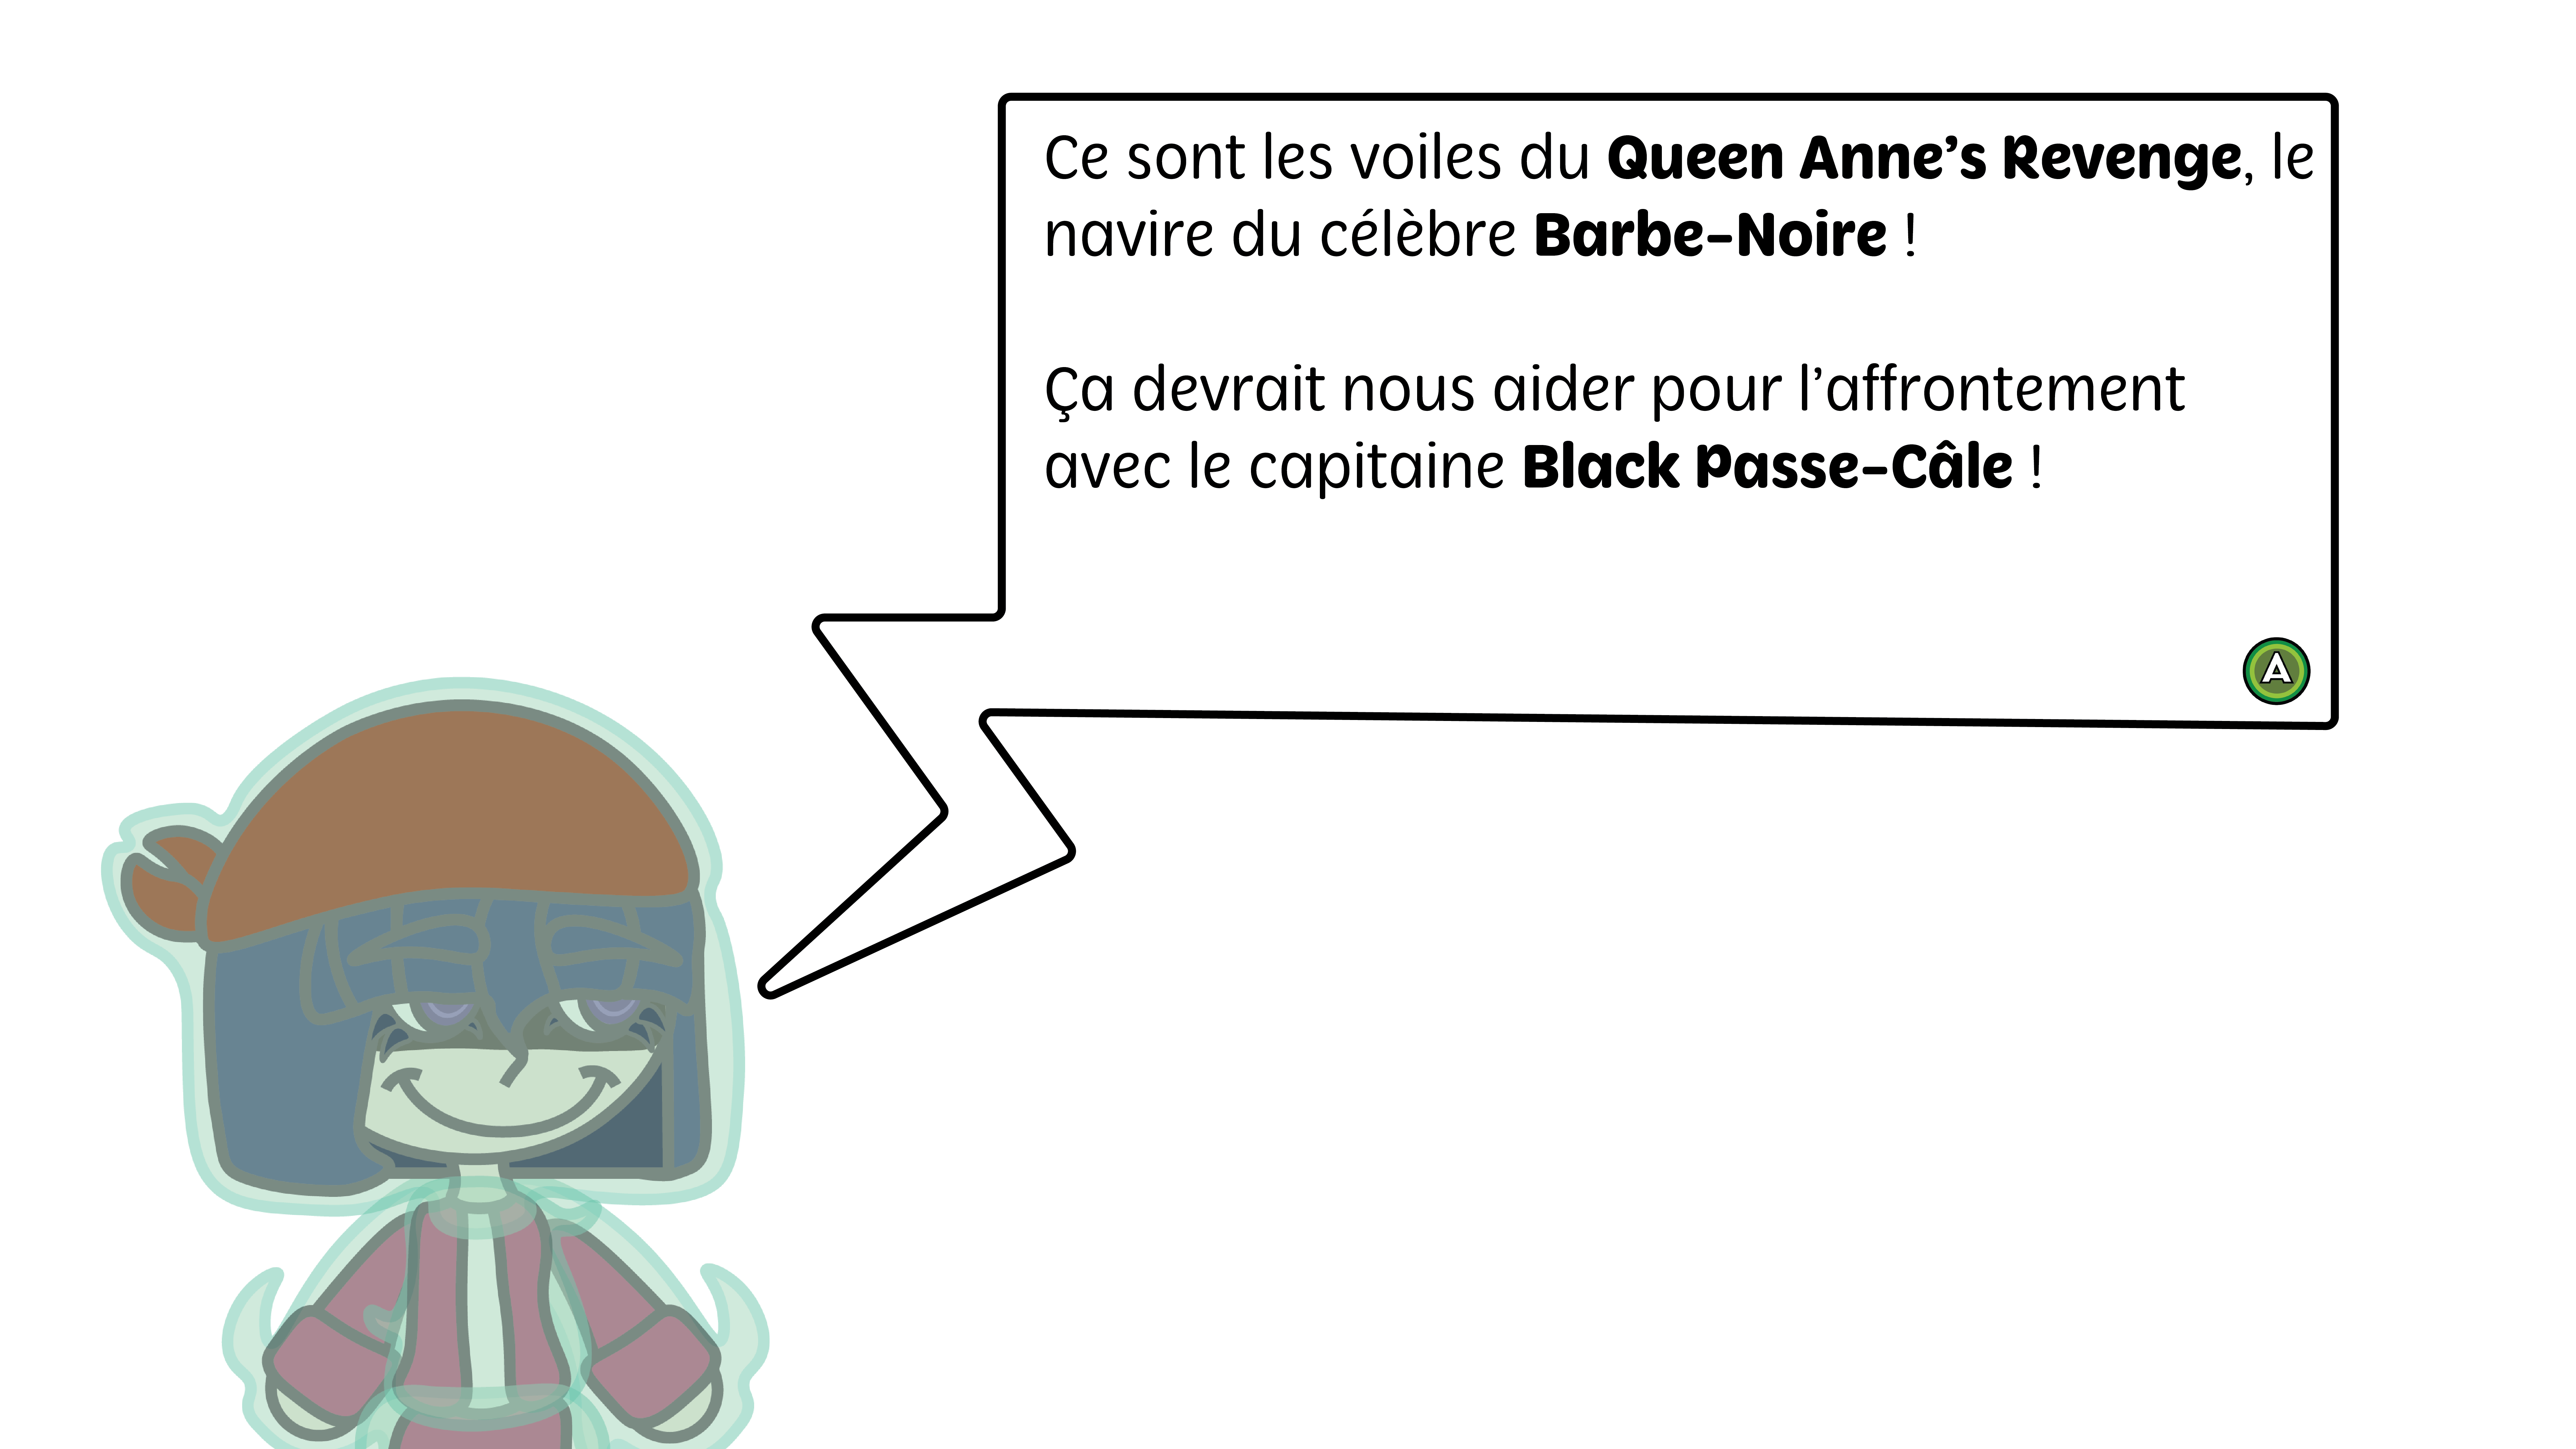 Ce sont les voiles du Queen Anne’s Revenge, le
navire du célèbre Barbe-Noire !
Ça devrait nous aider pour l’affrontement
avec le capitaine Black Passe-Câle !
A